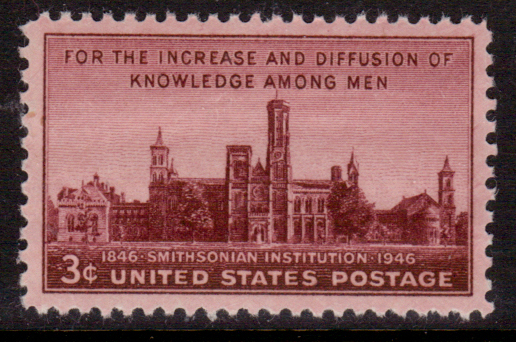 FOR THE INCREASE AND DIFFUSION OF
KNOWLEDGE AMONG MEN
1846 · SMITHSONIAN INSTITUTION · 1946
3¢ UNITED STATES POSTAGE